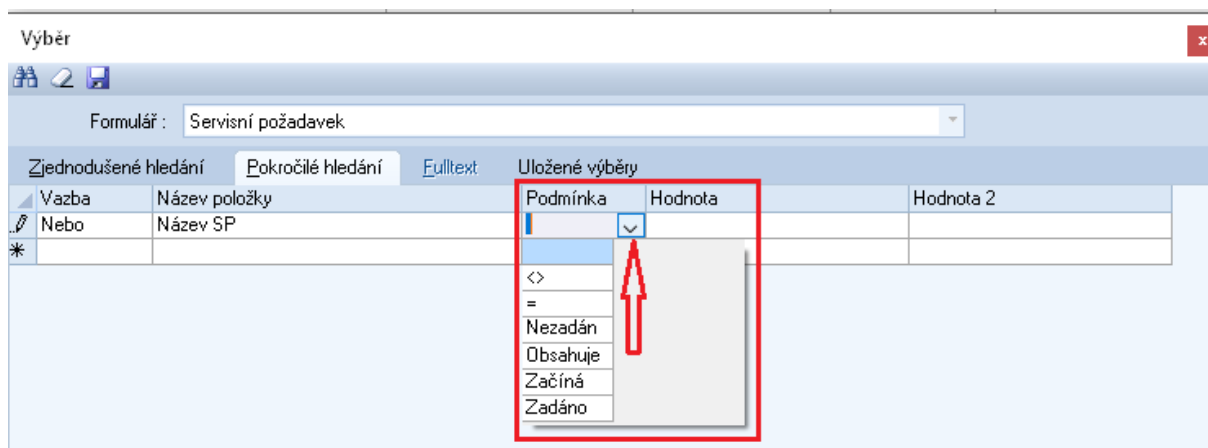 Výběr
x
Formulář : Servisní požadavek
Zjednodušené hledání Pokročilé hledání Fulltext Uložené výběry
Vazba Název položky Podmínka Hodnota Hodnota 2
Nebo Název SP
<>
=
Nezadán
Obsahuje
Začíná
Zadáno